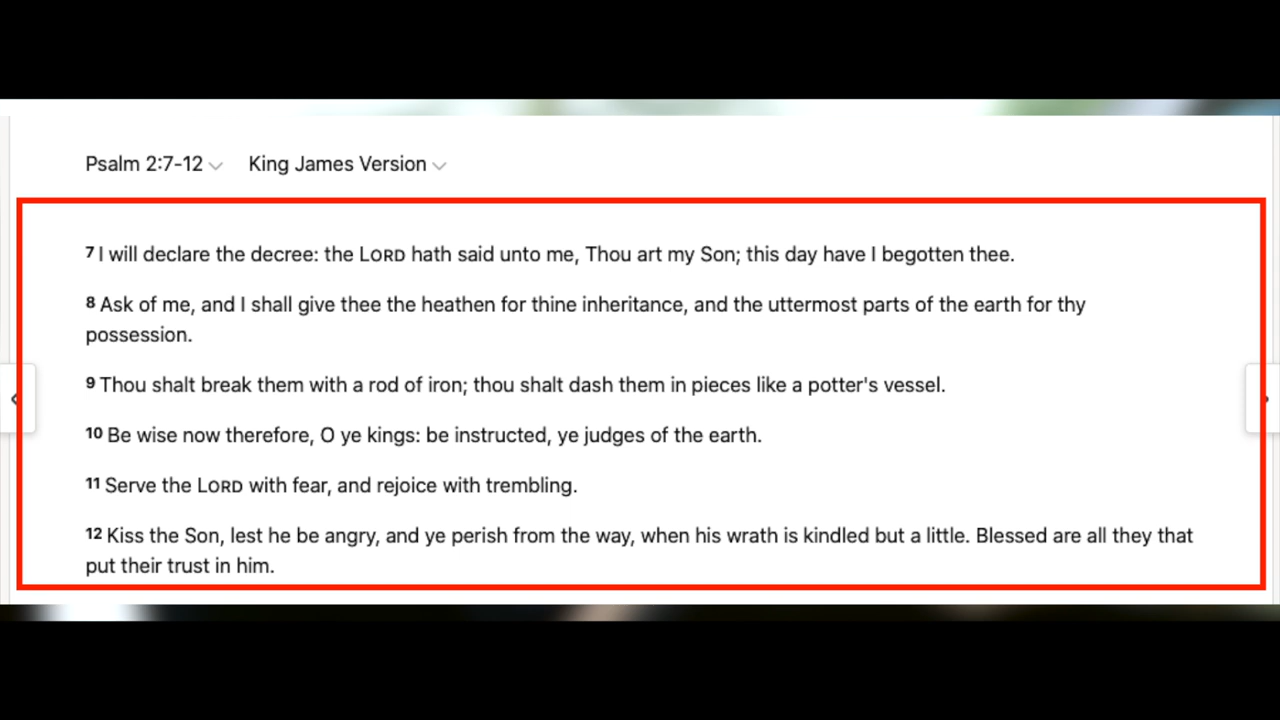 Psalm 2:7-12 King James Version
7 I will declare the decree: the LORD hath said unto me, Thou art my Son; this day have I begotten thee.
8 Ask of me, and I shall give thee the heathen for thine inheritance, and the uttermost parts of the earth for thy
possession.
9 Thou shalt break them with a rod of iron; thou shalt dash them in pieces like a potter's vessel.
10 Be wise now therefore, O ye kings: be instructed, ye judges of the earth.
11 Serve the LORD with fear, and rejoice with trembling.
12 Kiss the Son, lest he be angry, and ye perish from the way, when his wrath is kindled but a little. Blessed are all they that
put their trust in him.